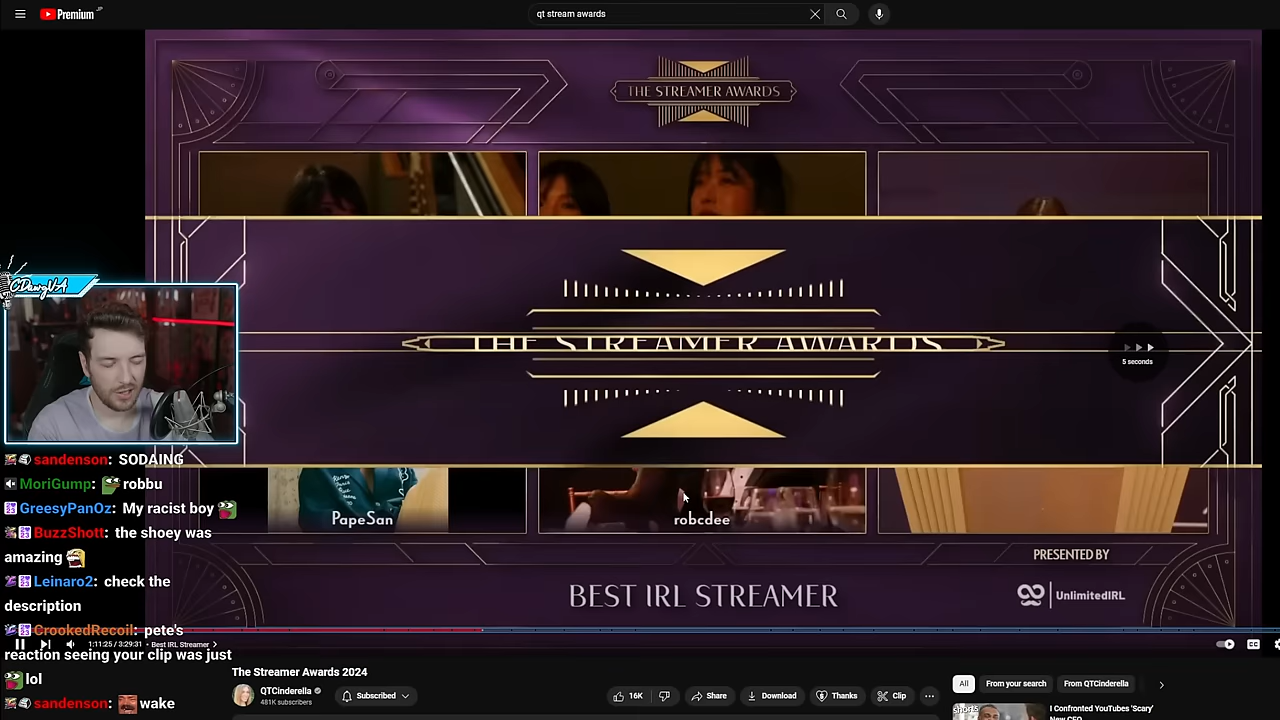 Premium
JP
qt stream awards
THE STREAMER AWARDS
THE STREAMER AWARDS
5 seconds
CDawgVA
PapeSan
robcdee
PRESENTED BY
UnlimitedIRL
BEST IRL STREAMER
sandenson: SODAING
MoriGump: robbu
GreesyPanOz: My racist boy
BuzzShott: the shoey was
amazing
Leinaro2: check the
description
CrookedRecoil: pete's
reaction seeing your clip was just
lol
sandenson: wake
1:11:25 / 3:29:31 • Best IRL Streamer
The Streamer Awards 2024
QTCinderella
481K subscribers
Subscribed
16K
Share
Download
Thanks
Clip
All
From your search
From QTCinderella
I Confronted YouTubes 'Scary'
New CEO